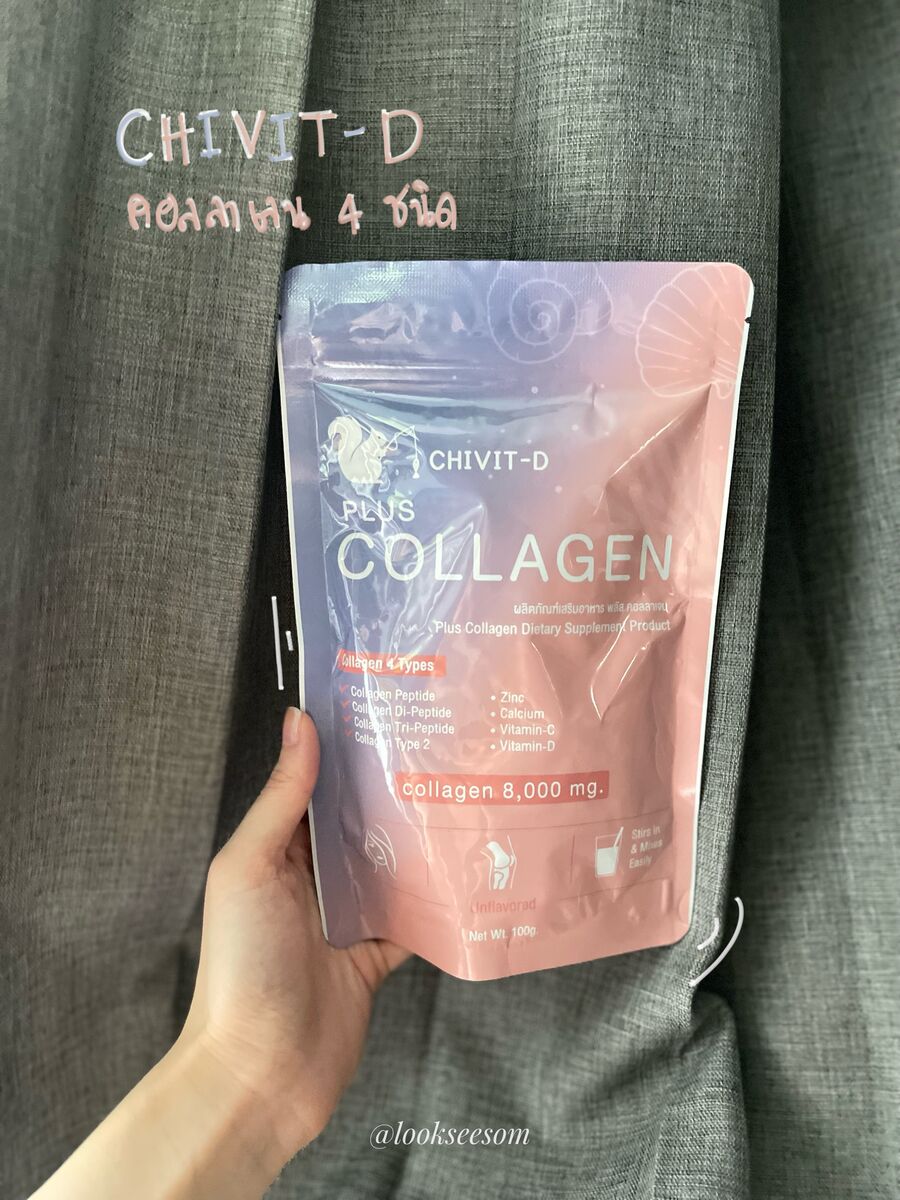 CHIVIT-D
คอลลาเจน 4 ชนิด
CHIVIT-D
PLUS
COLLAGEN
ผลิตภัณฑ์เสริมอาหาร พลัส คอลลาเจน
Plus Collagen Dietary Supplement Product
Collagen 4 Types
Collagen Peptide
Collagen Di-Peptide
Collagen Tri-Peptide
Collagen Type 2
• Zinc
• Calcium
• Vitamin-C
• Vitamin-D
collagen 8,000 mg.
Stirs in
& Mixes
Easily
Unflavored
Net Wt. 100g.
@lookseesom